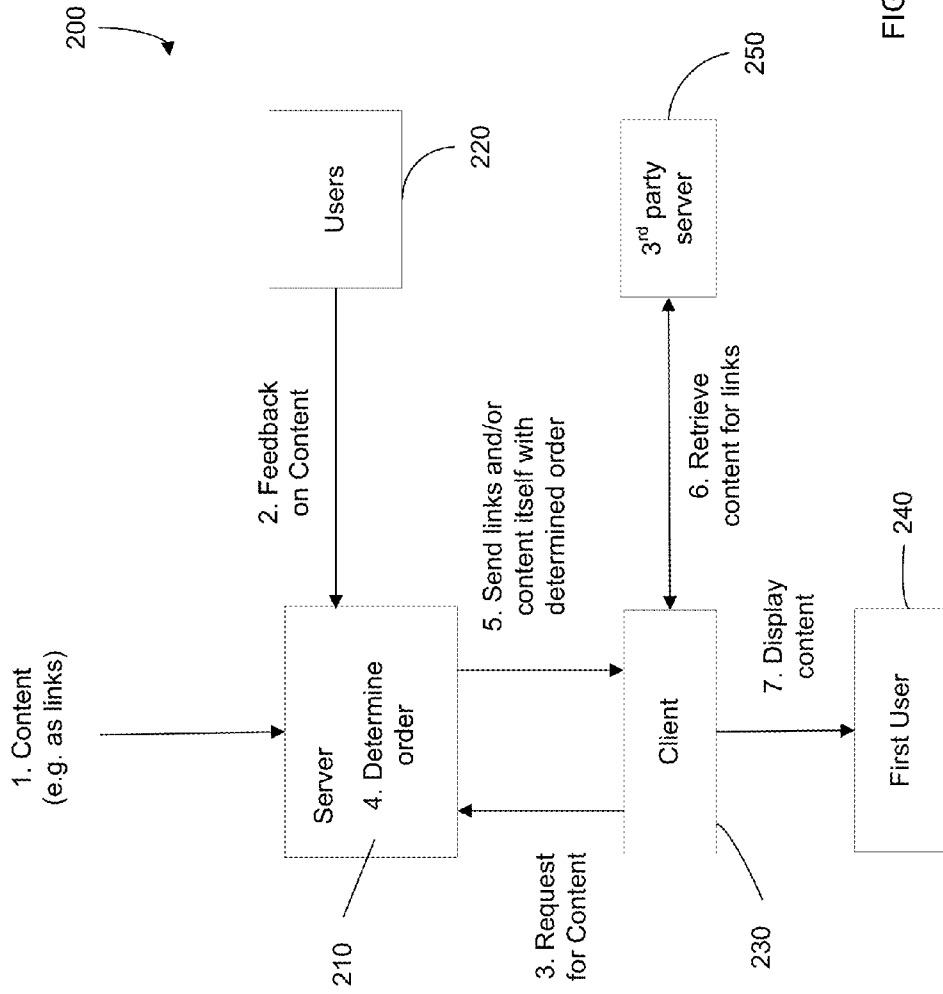 200
1. Content
(e.g. as links)
Server
4. Determine
order
210
2. Feedback
on Content
Users
220
3. Request
for Content
5. Send links and/or
content itself with
determined order
Client
230
6. Retrieve
content for links
3rd party
server
250
7. Display
content
First User
240
FIG